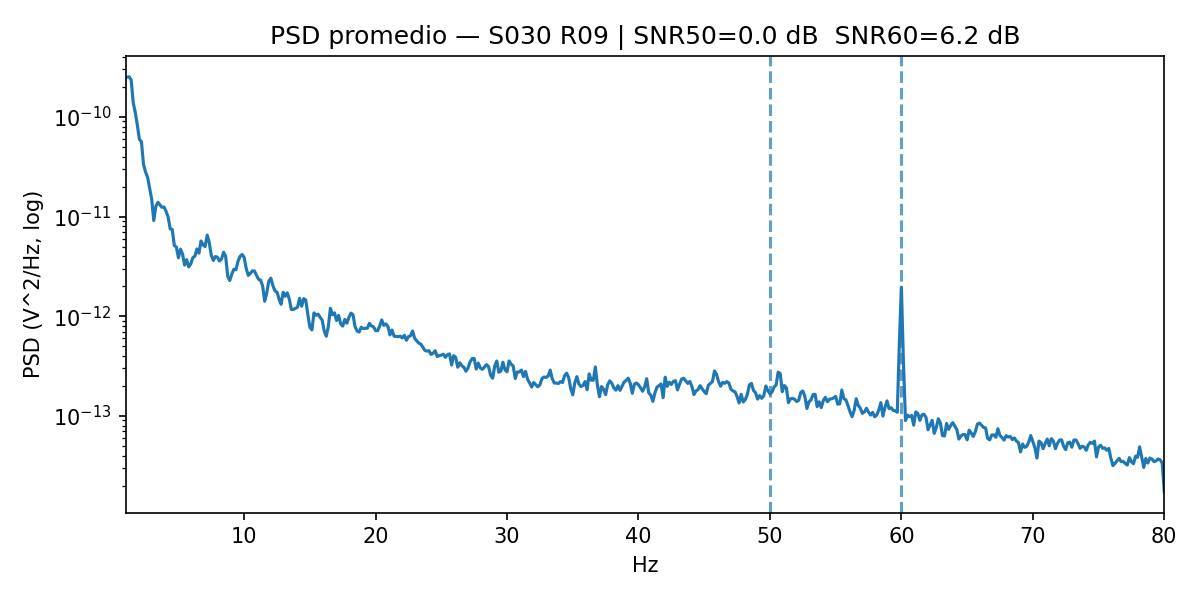 PSD promedio — S030 R09 | SNR50=0.0 dB  SNR60=6.2 dB
PSD (V^2/Hz, log)
10⁻¹⁰
10⁻¹¹
10⁻¹²
10⁻¹³
10 20 30 40 50 60 70 80
Hz